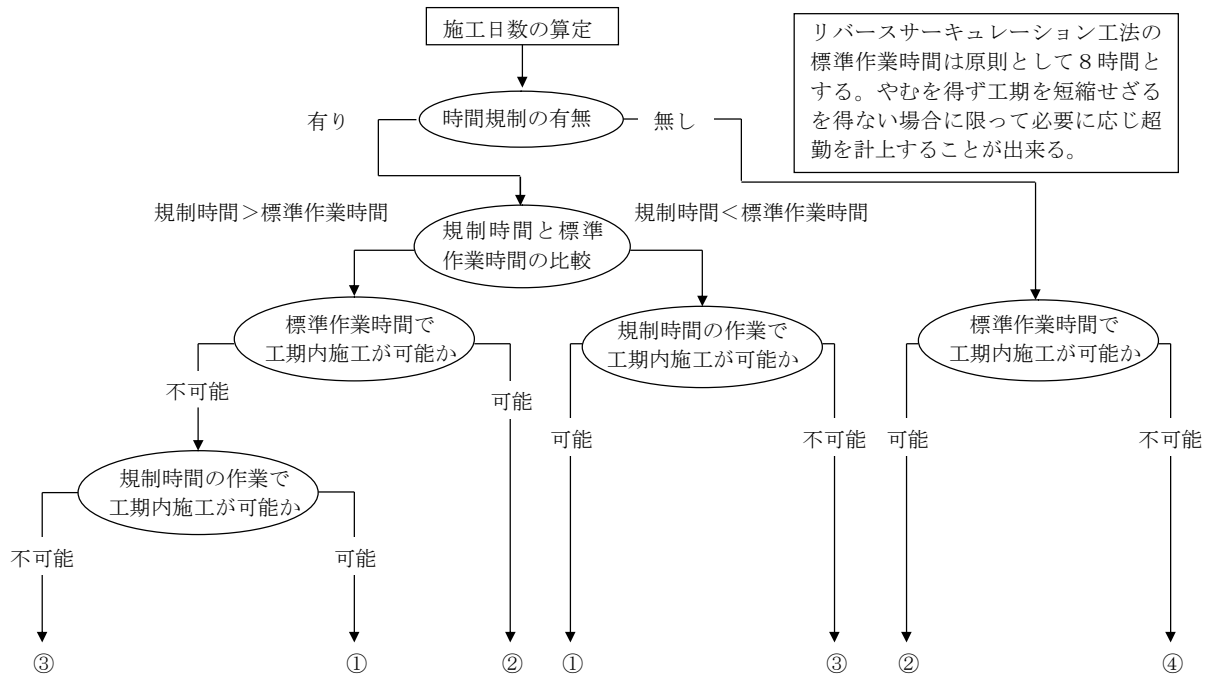 施工日数の算定
リバースサーキュレーション工法の
標準作業時間は原則として８時間と
する。やむを得ず工期を短縮せざる
を得ない場合に限って必要に応じ超
勤を計上することが出来る。
有り
時間規制の有無
無し
規制時間＞標準作業時間
規制時間＜標準作業時間
規制時間と標準
作業時間の比較
標準作業時間で
工期内施工が可能か
規制時間の作業で
工期内施工が可能か
標準作業時間で
工期内施工が可能か
不可能
可能
可能
不可能
可能
不可能
規制時間の作業で
工期内施工が可能か
不可能
可能
③
①
②
①
③
②
④